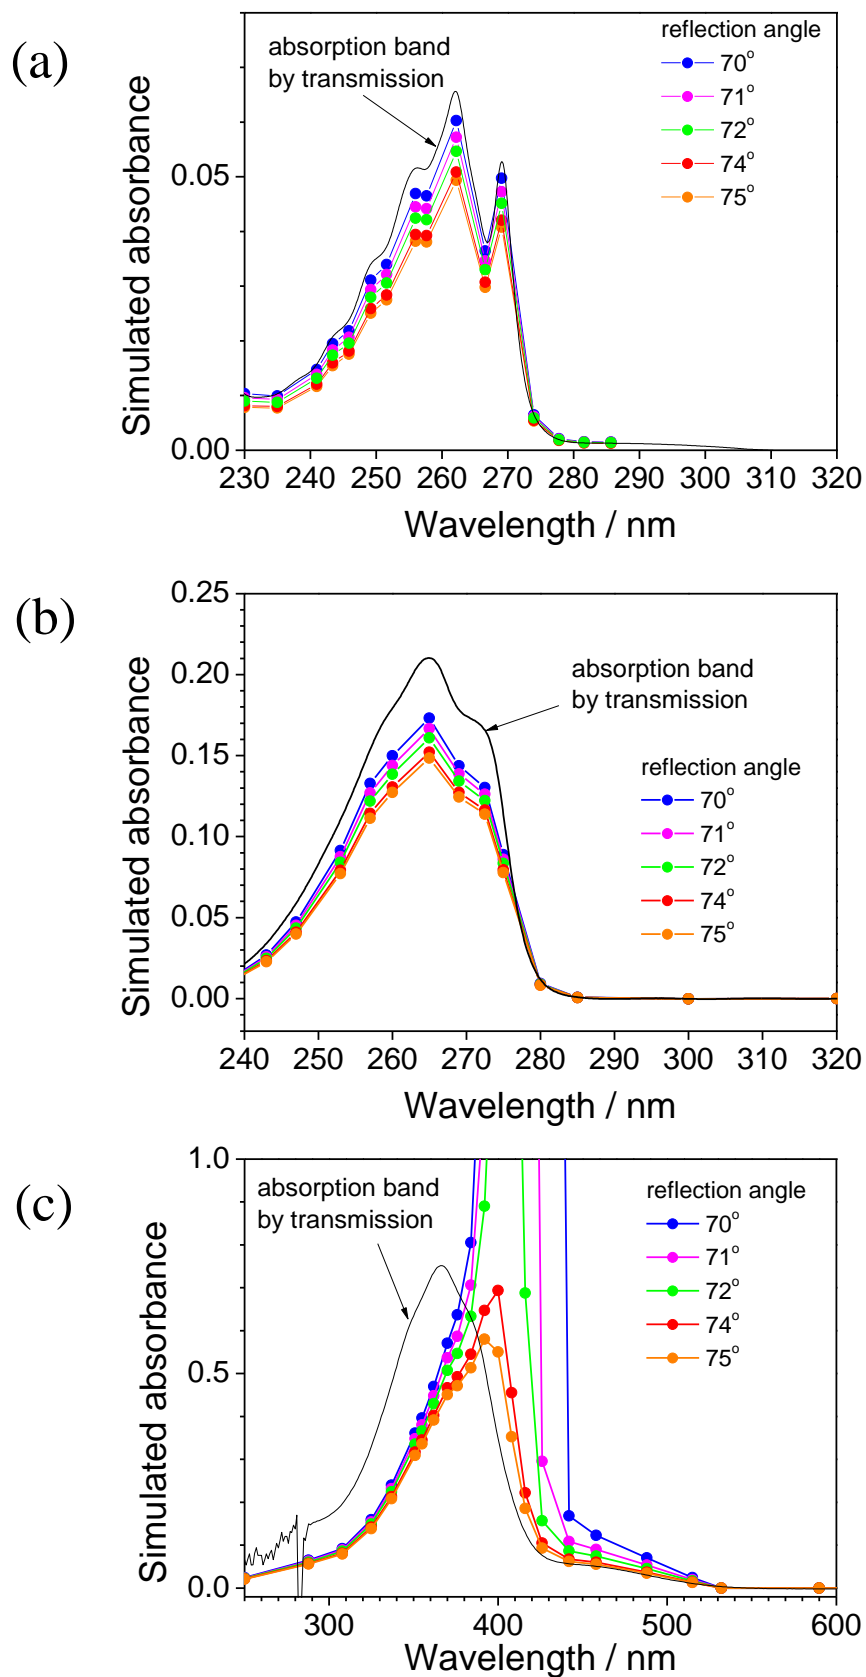 (a)
absorption band
by transmission
reflection angle
70°
71°
72°
74°
75°
0.05
0.00
Simulated absorbance
230 240 250 260 270 280 290 300 310 320
Wavelength / nm
(b)
0.25
0.20
0.15
0.10
0.05
0.00
Simulated absorbance
absorption band
by transmission
reflection angle
70°
71°
72°
74°
75°
240 250 260 270 280 290 300 310 320
Wavelength / nm
(c)
1.0
0.5
0.0
Simulated absorbance
absorption band
by transmission
reflection angle
70°
71°
72°
74°
75°
300 400 500 600
Wavelength / nm